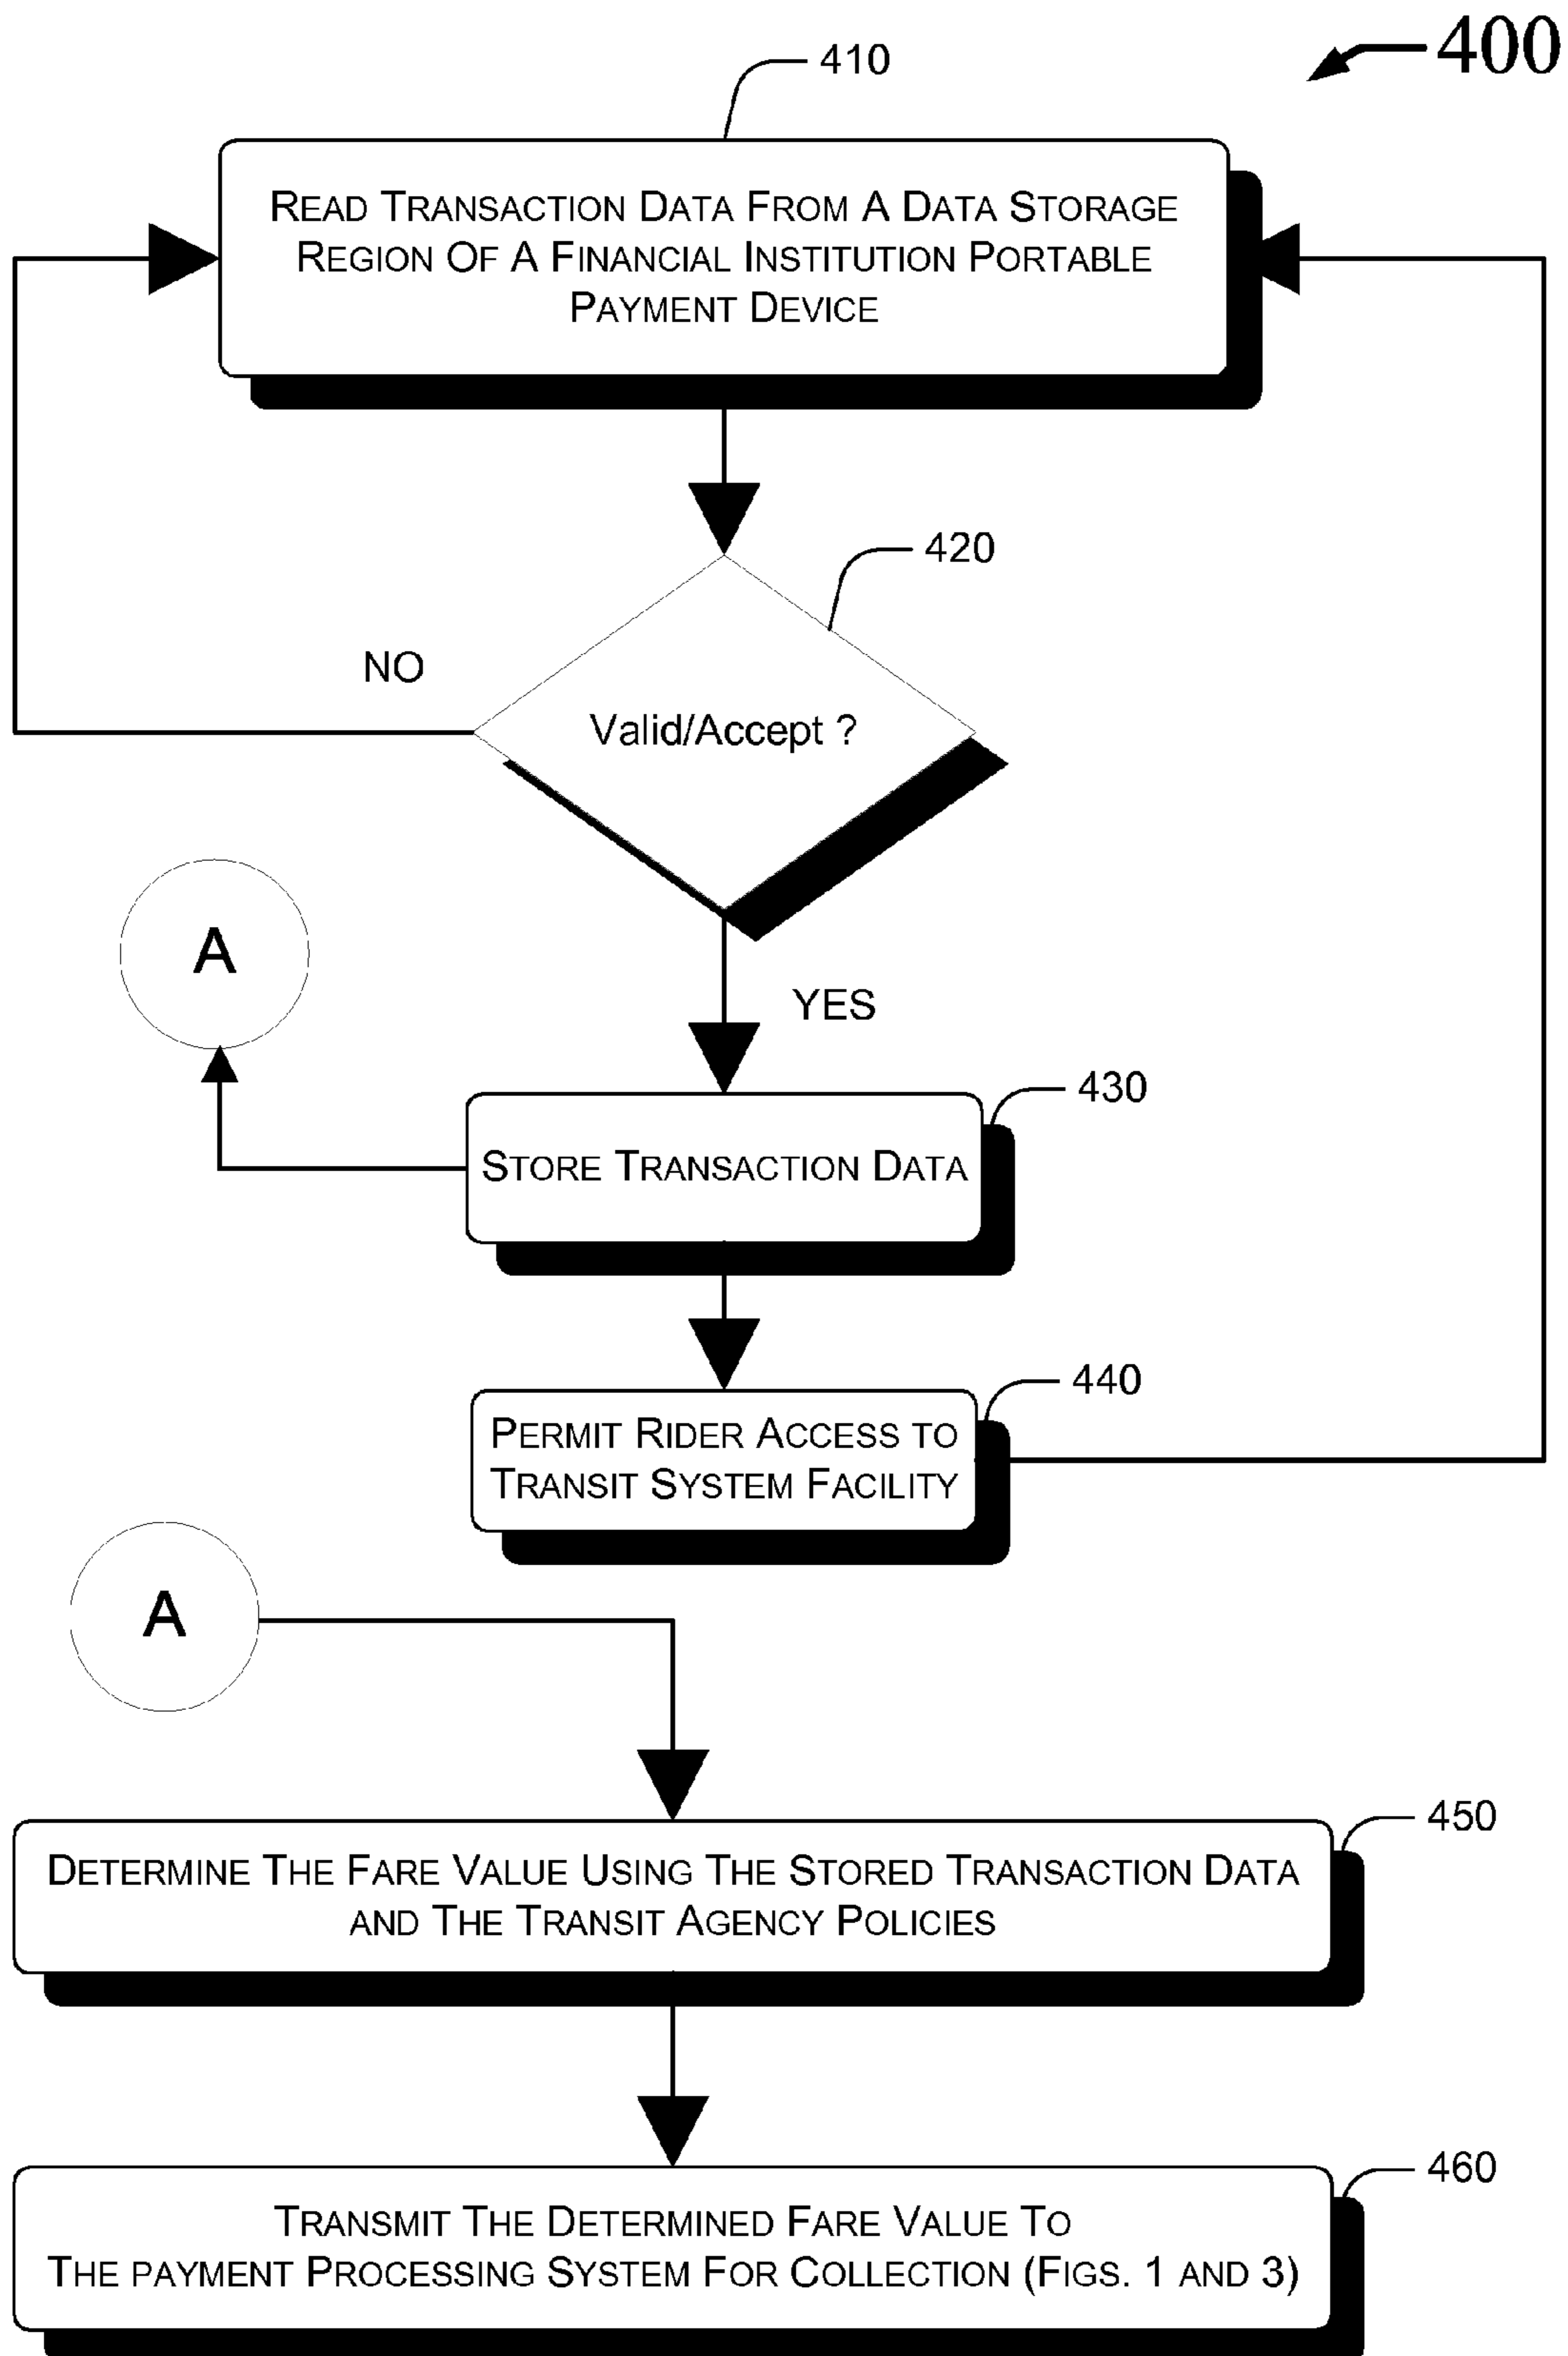 400
410
READ TRANSACTION DATA FROM A DATA STORAGE
REGION OF A FINANCIAL INSTITUTION PORTABLE
PAYMENT DEVICE
420
NO
Valid/Accept ?
A
YES
430
STORE TRANSACTION DATA
440
PERMIT RIDER ACCESS TO
TRANSIT SYSTEM FACILITY
A
450
DETERMINE THE FARE VALUE USING THE STORED TRANSACTION DATA
AND THE TRANSIT AGENCY POLICIES
460
TRANSMIT THE DETERMINED FARE VALUE TO
THE PAYMENT PROCESSING SYSTEM FOR COLLECTION (FIGS. 1 AND 3)